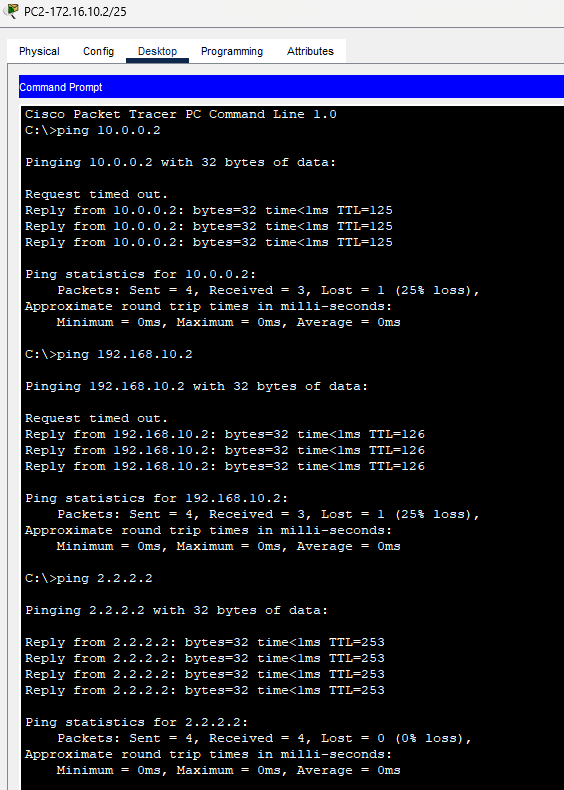 PC2-172.16.10.2/25
Physical Config Desktop Programming Attributes
Command Prompt
Cisco Packet Tracer PC Command Line 1.0
C:\>ping 10.0.0.2
Pinging 10.0.0.2 with 32 bytes of data:
Request timed out.
Reply from 10.0.0.2: bytes=32 time<1ms TTL=125
Reply from 10.0.0.2: bytes=32 time<1ms TTL=125
Reply from 10.0.0.2: bytes=32 time<1ms TTL=125
Ping statistics for 10.0.0.2:
Packets: Sent = 4, Received = 3, Lost = 1 (25% loss),
Approximate round trip times in milli-seconds:
Minimum = 0ms, Maximum = 0ms, Average = 0ms
C:\>ping 192.168.10.2
Pinging 192.168.10.2 with 32 bytes of data:
Request timed out.
Reply from 192.168.10.2: bytes=32 time<1ms TTL=126
Reply from 192.168.10.2: bytes=32 time<1ms TTL=126
Reply from 192.168.10.2: bytes=32 time<1ms TTL=126
Ping statistics for 192.168.10.2:
Packets: Sent = 4, Received = 3, Lost = 1 (25% loss),
Approximate round trip times in milli-seconds:
Minimum = 0ms, Maximum = 0ms, Average = 0ms
C:\>ping 2.2.2.2
Pinging 2.2.2.2 with 32 bytes of data:
Reply from 2.2.2.2: bytes=32 time<1ms TTL=253
Reply from 2.2.2.2: bytes=32 time<1ms TTL=253
Reply from 2.2.2.2: bytes=32 time<1ms TTL=253
Reply from 2.2.2.2: bytes=32 time<1ms TTL=253
Ping statistics for 2.2.2.2:
Packets: Sent = 4, Received = 4, Lost = 0 (0% loss),
Approximate round trip times in milli-seconds:
Minimum = 0ms, Maximum = 0ms, Average = 0ms